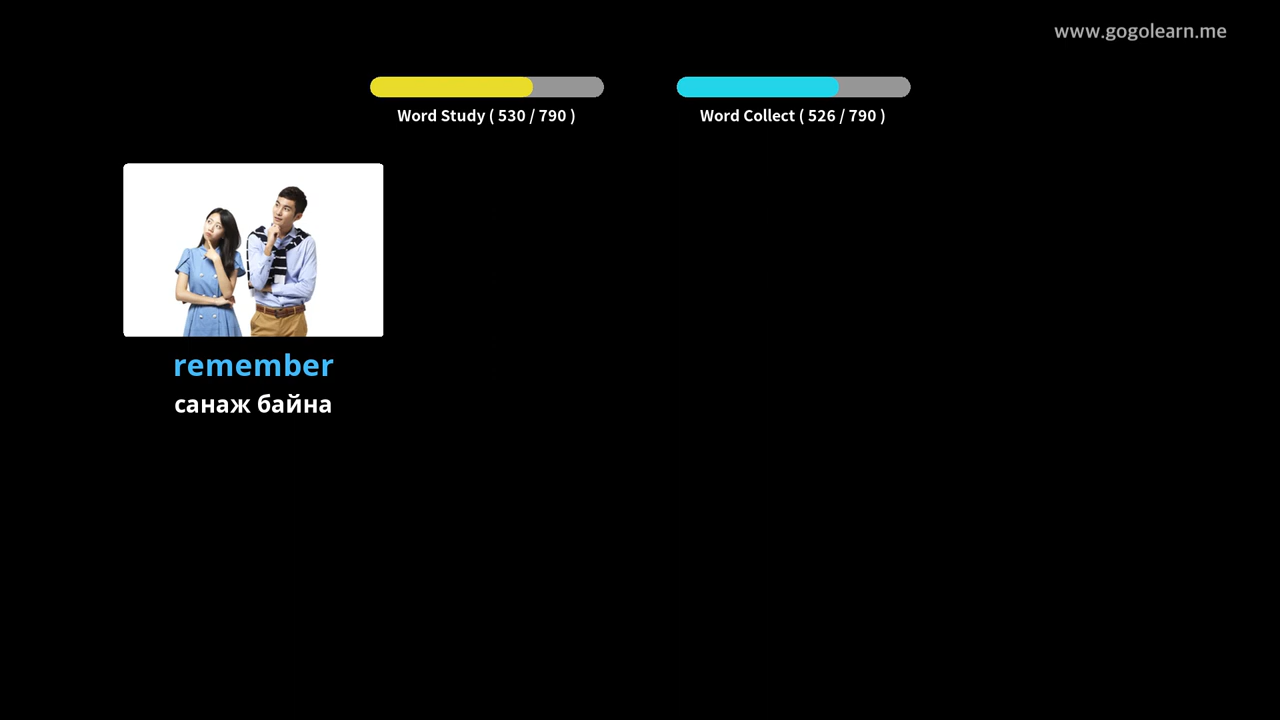 www.gogolearn.me
Word Study ( 530 / 790 )
Word Collect ( 526 / 790 )
remember
санаж байна